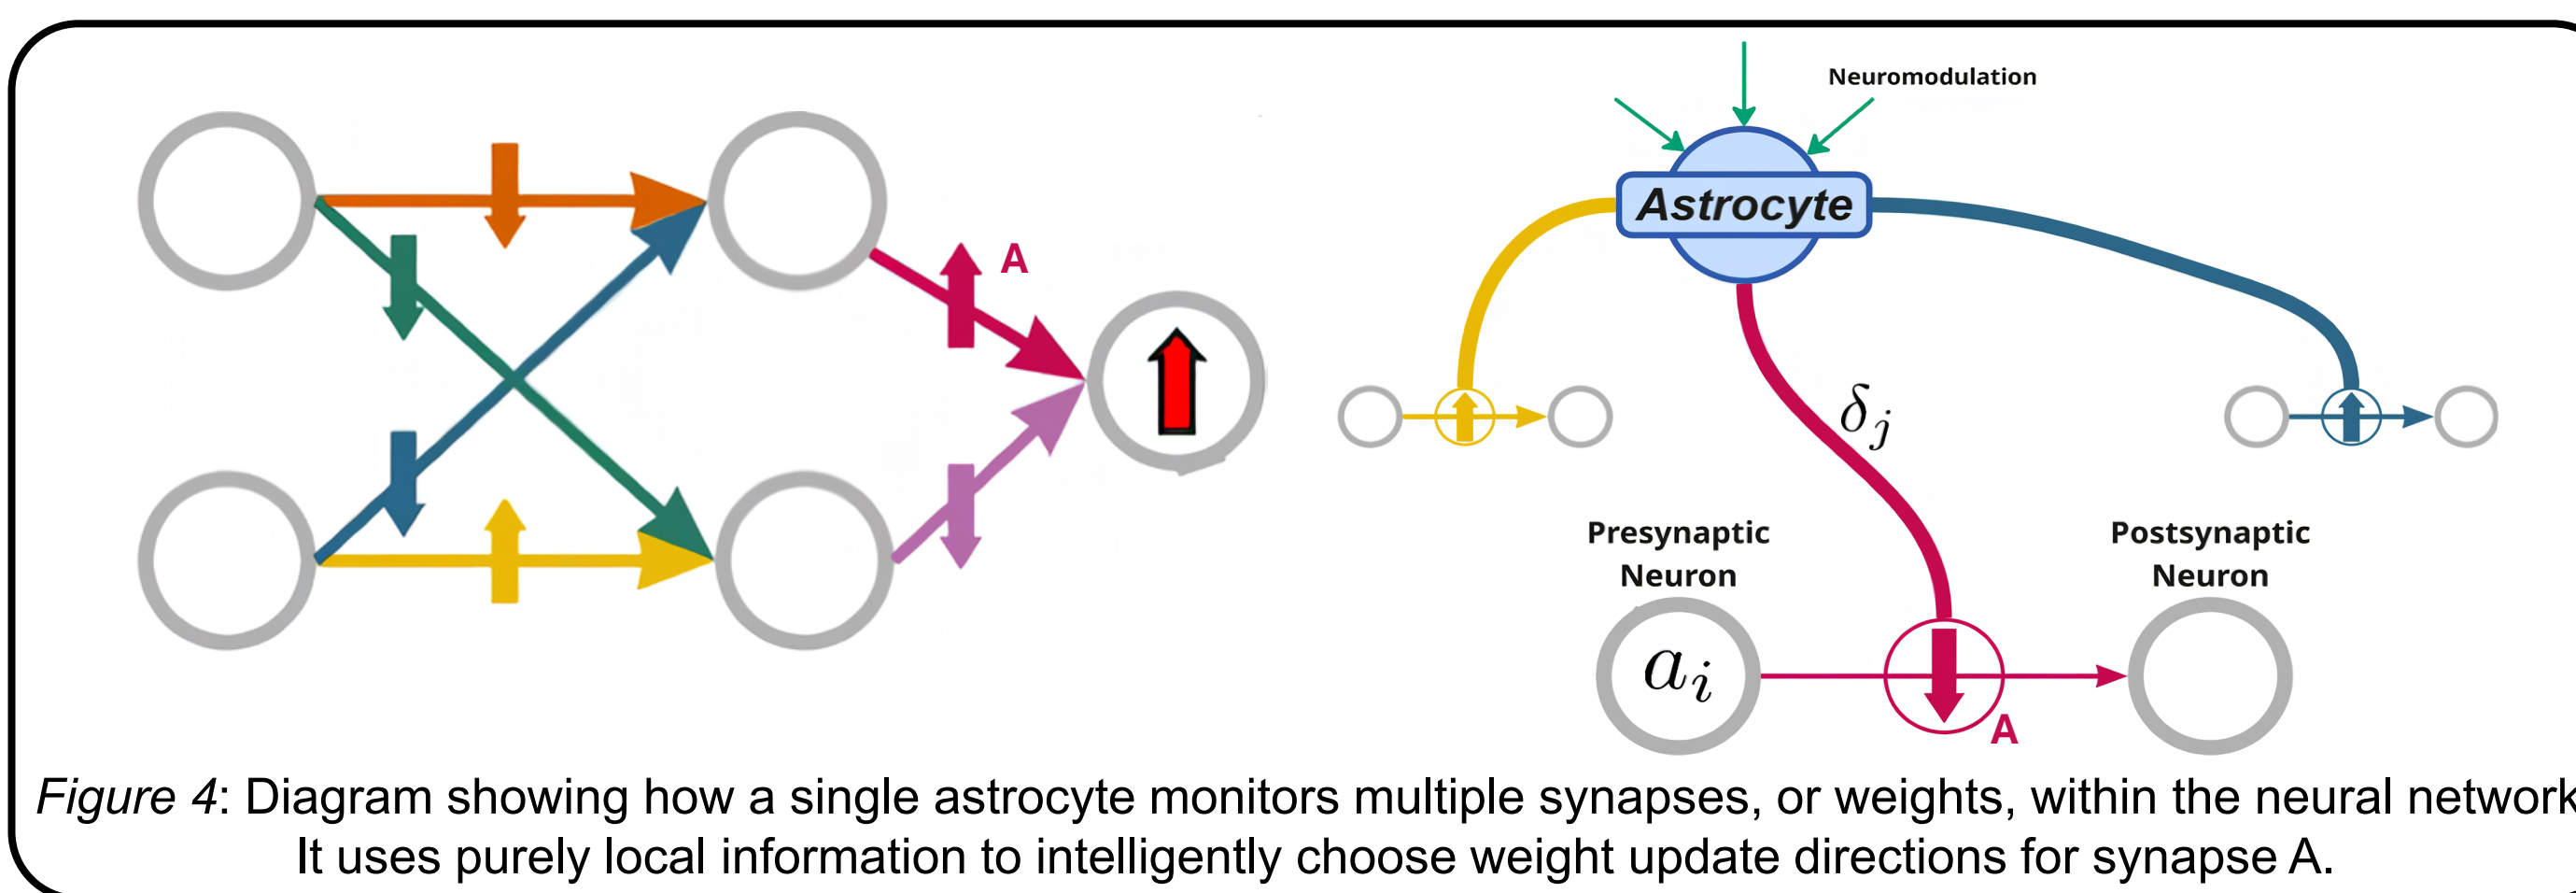 Neuromodulation
Astrocyte
A
δj
Presynaptic
Neuron
Postsynaptic
Neuron
ai
A
Figure 4: Diagram showing how a single astrocyte monitors multiple synapses, or weights, within the neural network
It uses purely local information to intelligently choose weight update directions for synapse A.